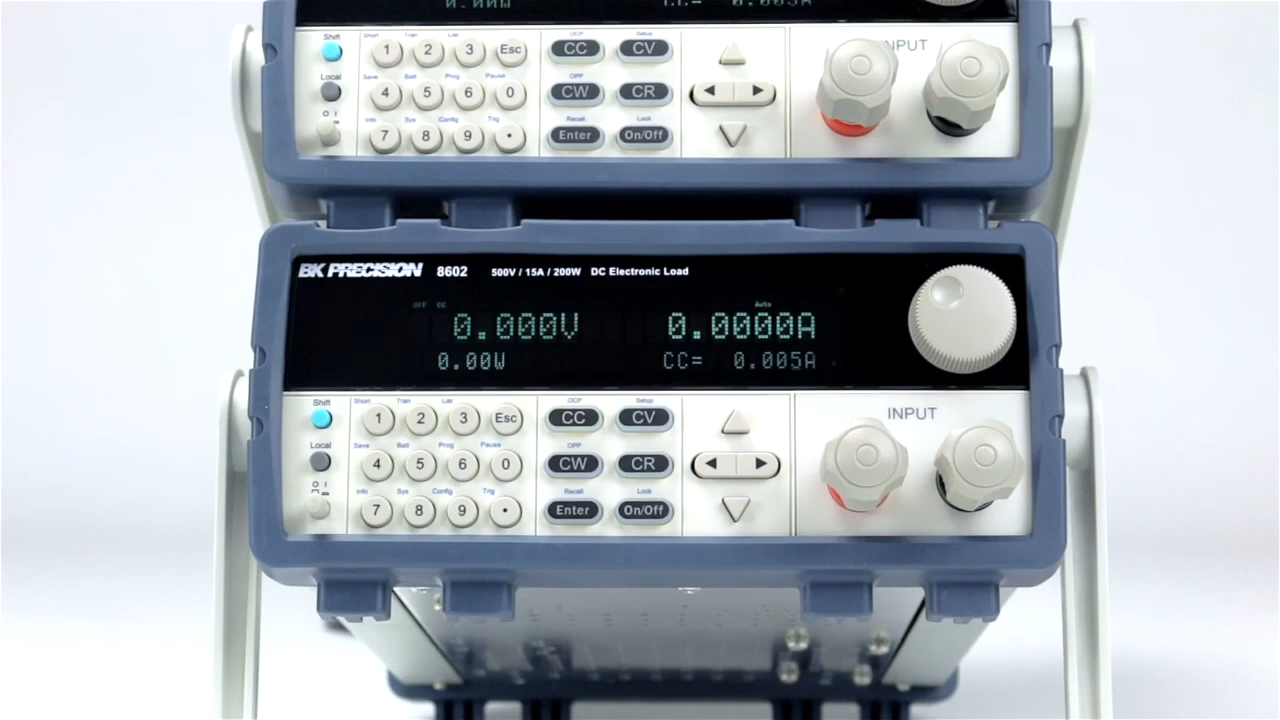 0.00W I.I.= 0.005A
INPUT
Shift Short Tran List OCP Setup
1 2 3 Esc CC CV
Local Save Batt Prog Pause OPP
4 5 6 0 CW CR
O I Info Sys Config Trig Recall Lock
7 8 9 • Enter On/Off
BK PRECISION 8602 500V / 15A / 200W DC Electronic Load
OFF CC Auto
0.000V 0.0000A
0.00W CC= 0.005A
INPUT
Shift Short Tran List OCP Setup
1 2 3 Esc CC CV
Local Save Batt Prog Pause OPP
4 5 6 0 CW CR
O I Info Sys Config Trig Recall Lock
7 8 9 • Enter On/Off